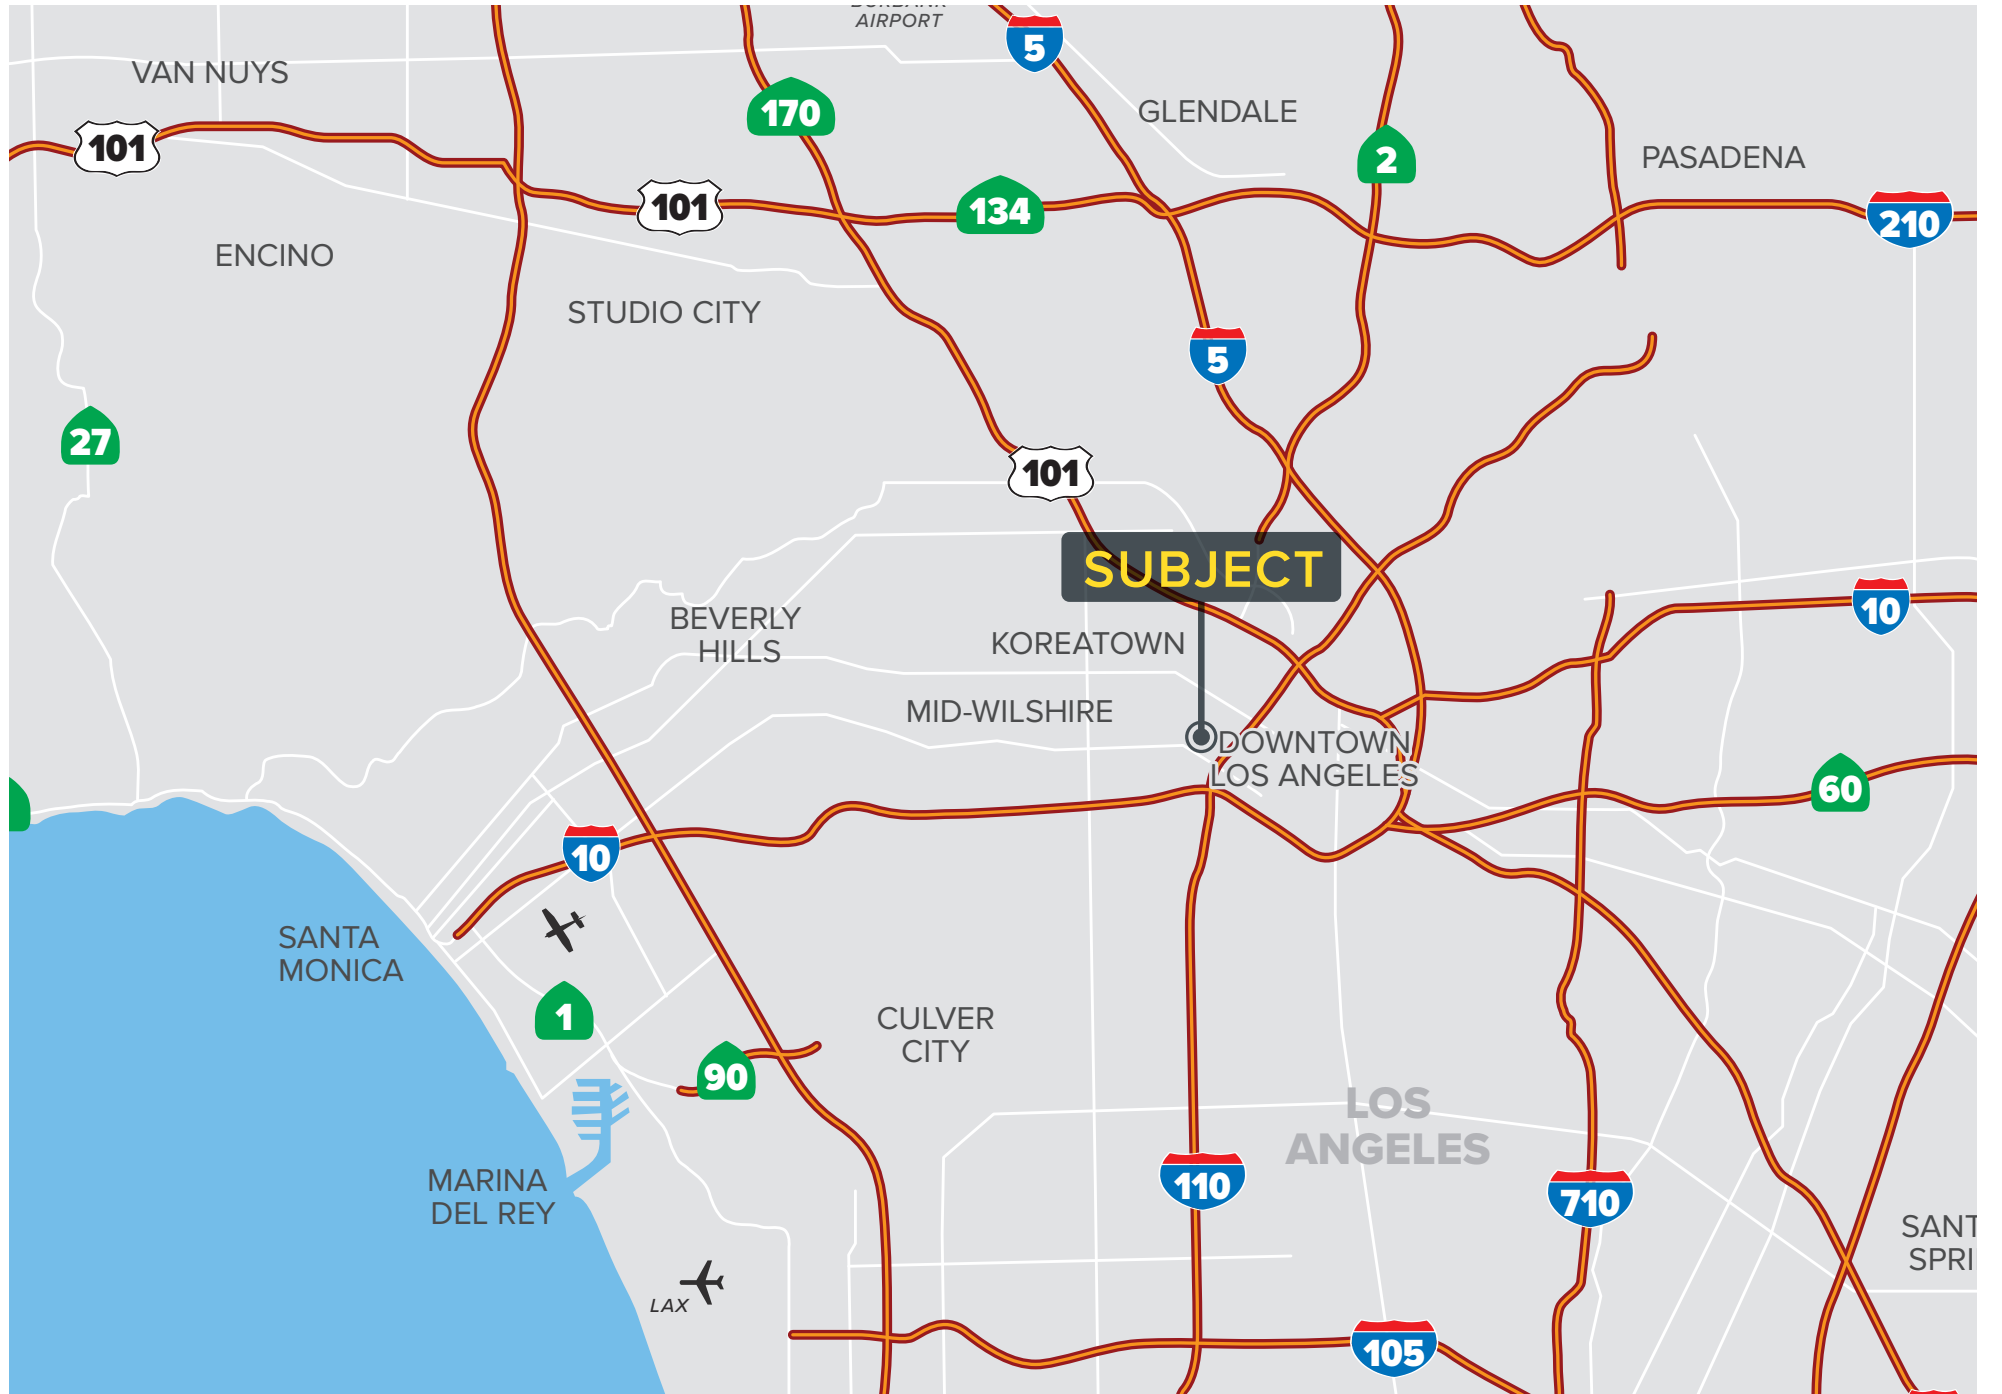 AIRPORT
5
VAN NUYS
170
GLENDALE
101
2
PASADENA
101
134
210
ENCINO
STUDIO CITY
5
27
101
SUBJECT
10
BEVERLY
HILLS
KOREATOWN
MID-WILSHIRE
DOWNTOWN
LOS ANGELES
60
10
SANTA
MONICA
1
CULVER
CITY
90
LOS
ANGELES
MARINA
DEL REY
110
710
SANT
SPRI
LAX
105